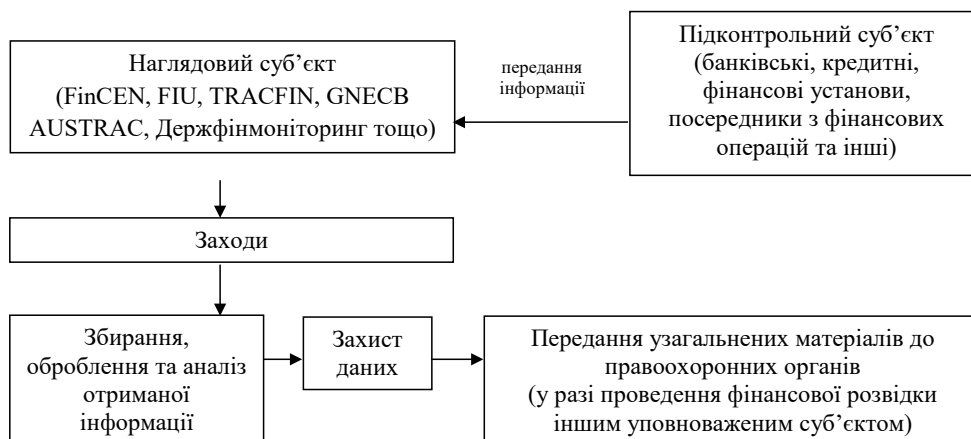 Наглядовий суб’єкт
(FinCEN, FIU, TRACFIN, GNECB
AUSTRAC, Держфінмоніторинг тощо)
передання
інформації
Підконтрольний суб’єкт
(банківські, кредитні,
фінансові установи,
посередники з фінансових
операцій та інші)
Заходи
Збирання,
оброблення та аналіз
отриманої
інформації
Захист
даних
Передання узагальнених матеріалів до
правоохоронних органів
(у разі проведення фінансової розвідки
іншим уповноваженим суб’єктом)